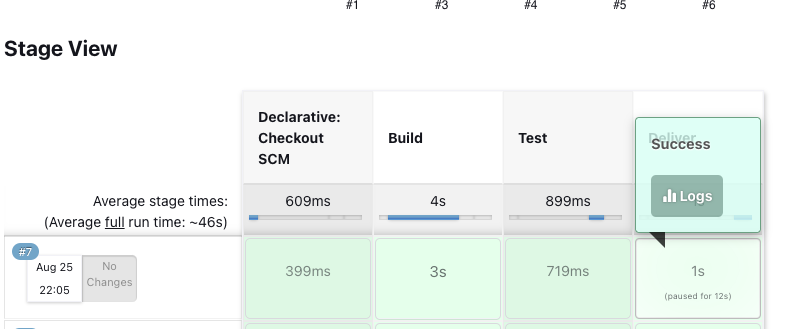 #1 #3 #4 #5 #6
Stage View
Declarative:
Checkout
SCM
Build
Test
Deliver
Success
Logs
Average stage times:
(Average full run time: ~46s)
609ms
4s
899ms
#7
Aug 25
22:05
No
Changes
399ms
3s
719ms
1s
(paused for 12s)